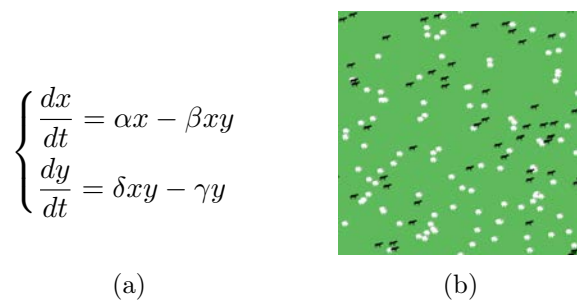 dx/dt = αx − βxy
dy/dt = δxy − γy
(a)
(b)